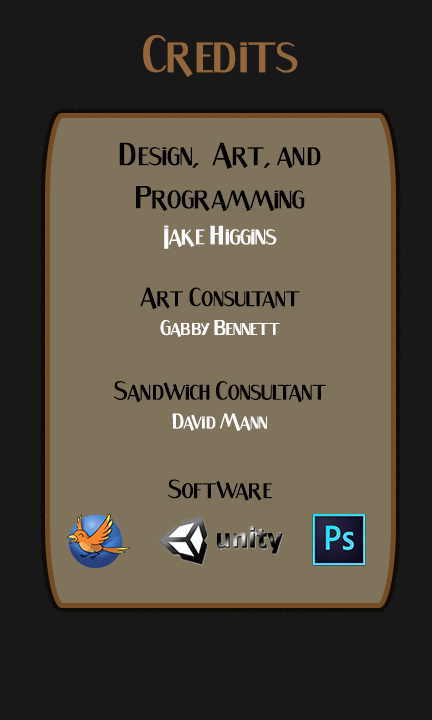 Credits
Design, Art, and
Programming
Jake Higgins
Art Consultant
Gabby Bennett
Sandwich Consultant
David Mann
Software
unity
Ps